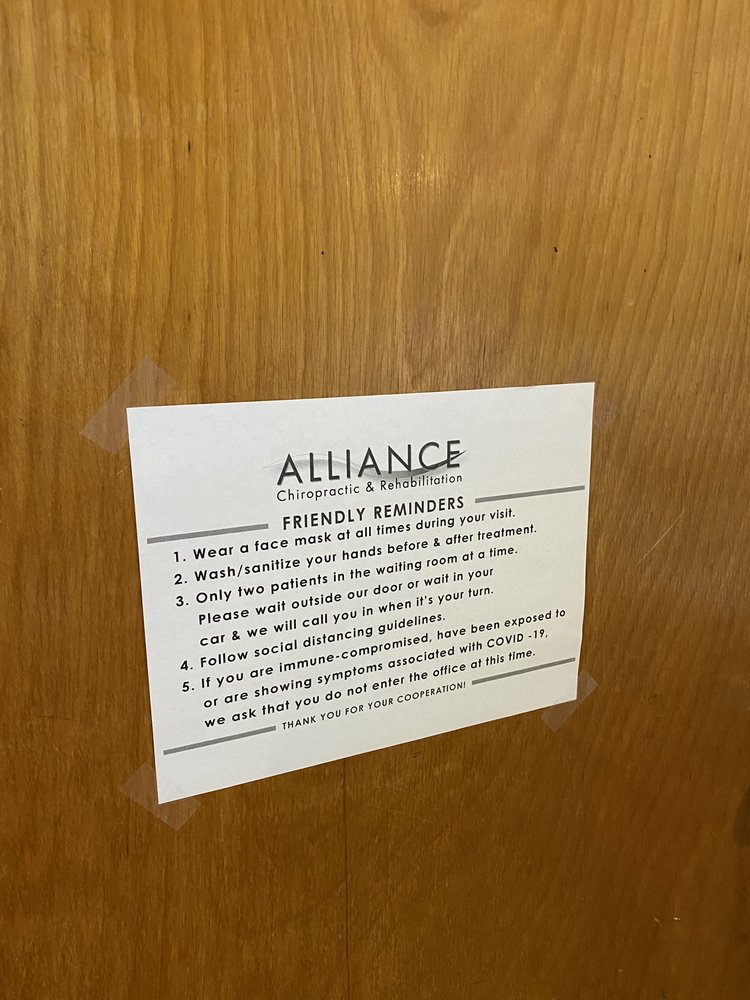 ALLIANCE
Chiropractic & Rehabilitation
FRIENDLY REMINDERS
1. Wear a face mask at all times during your visit.
2. Wash/sanitize your hands before & after treatment.
3. Only two patients in the waiting room at a time.
Please wait outside our door or wait in your
car & we will call you in when it's your turn.
4. Follow social distancing guidelines.
5. If you are immune-compromised, have been exposed to
or are showing symptoms associated with COVID -19,
we ask that you do not enter the office at this time.
THANK YOU FOR YOUR COOPERATION!